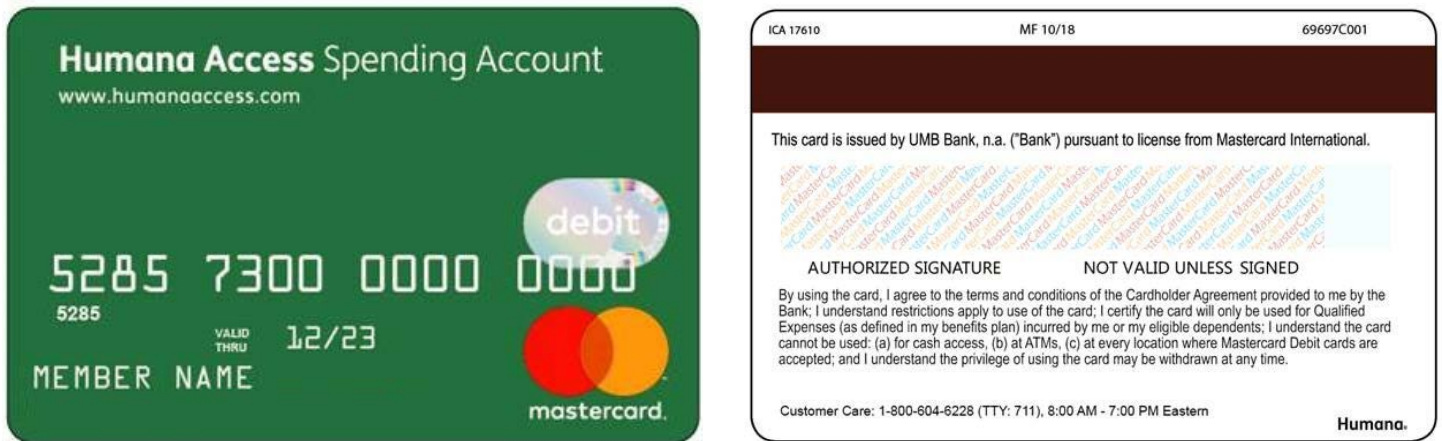 Humana Access Spending Account
www.humanaaccess.com
debit
5285 7300 0000 0000
5285
VALID
THRU
12/23
MEMBER NAME
mastercard.
ICA 17610
MF 10/18
69697C001
This card is issued by UMB Bank, n.a. ("Bank") pursuant to license from Mastercard International.
AUTHORIZED SIGNATURE
NOT VALID UNLESS SIGNED
By using the card, I agree to the terms and conditions of the Cardholder Agreement provided to me by the
Bank; I understand restrictions apply to use of the card; I certify the card will only be used for Qualified
Expenses (as defined in my benefits plan) incurred by me or my eligible dependents; I understand the card
cannot be used: (a) for cash access, (b) at ATMs, (c) at every location where Mastercard Debit cards are
accepted; and I understand the privilege of using the card may be withdrawn at any time.
Customer Care: 1-800-604-6228 (TTY: 711), 8:00 AM - 7:00 PM Eastern
Humana.